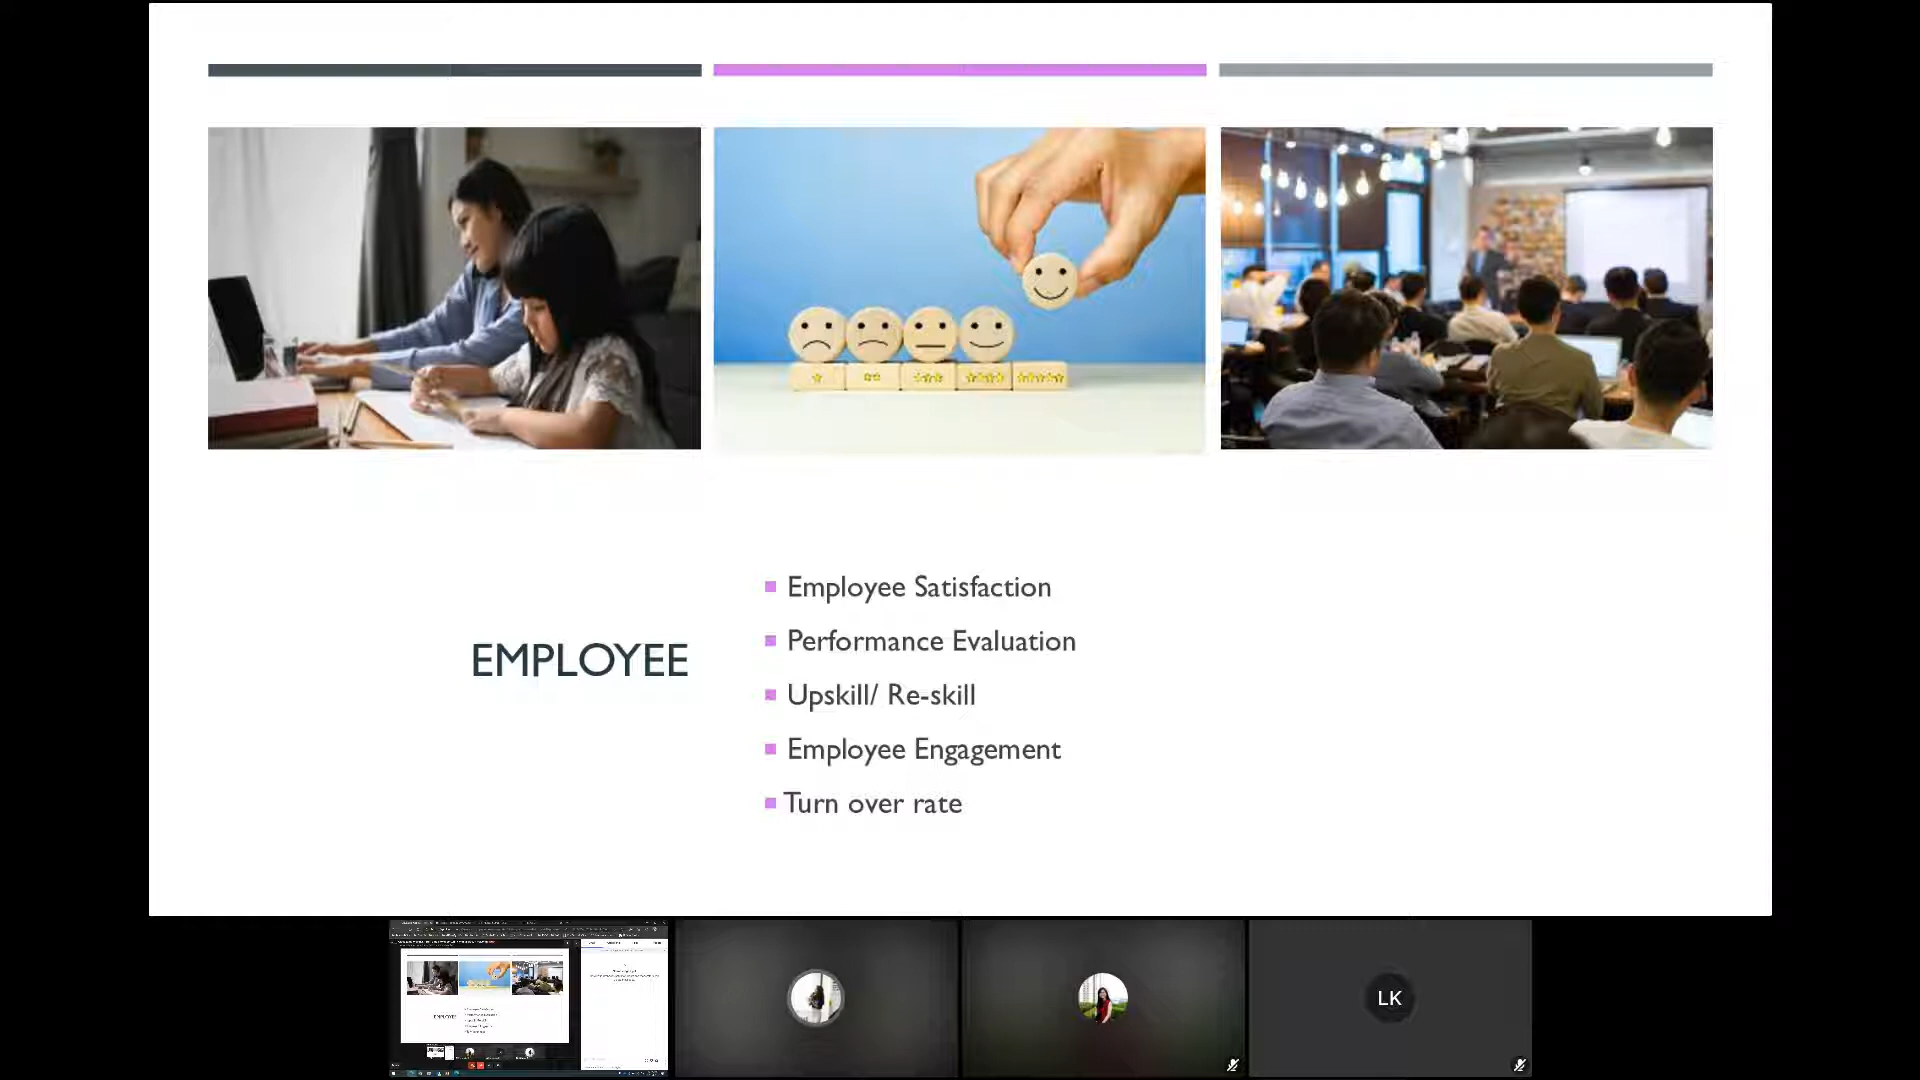 EMPLOYEE
Employee Satisfaction
Performance Evaluation
Upskill/ Re-skill
Employee Engagement
Turn over rate
LK